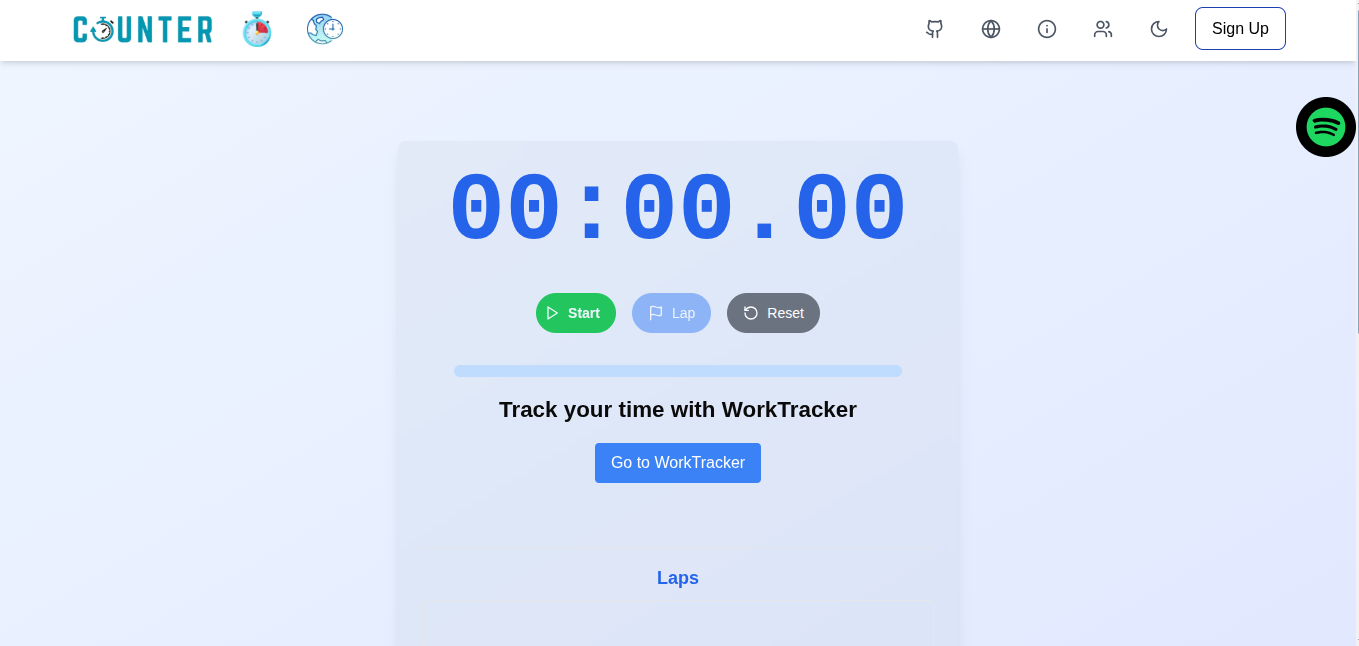 COUNTER
Sign Up
00:00.00
Start
Lap
Reset
Track your time with WorkTracker
Go to WorkTracker
Laps